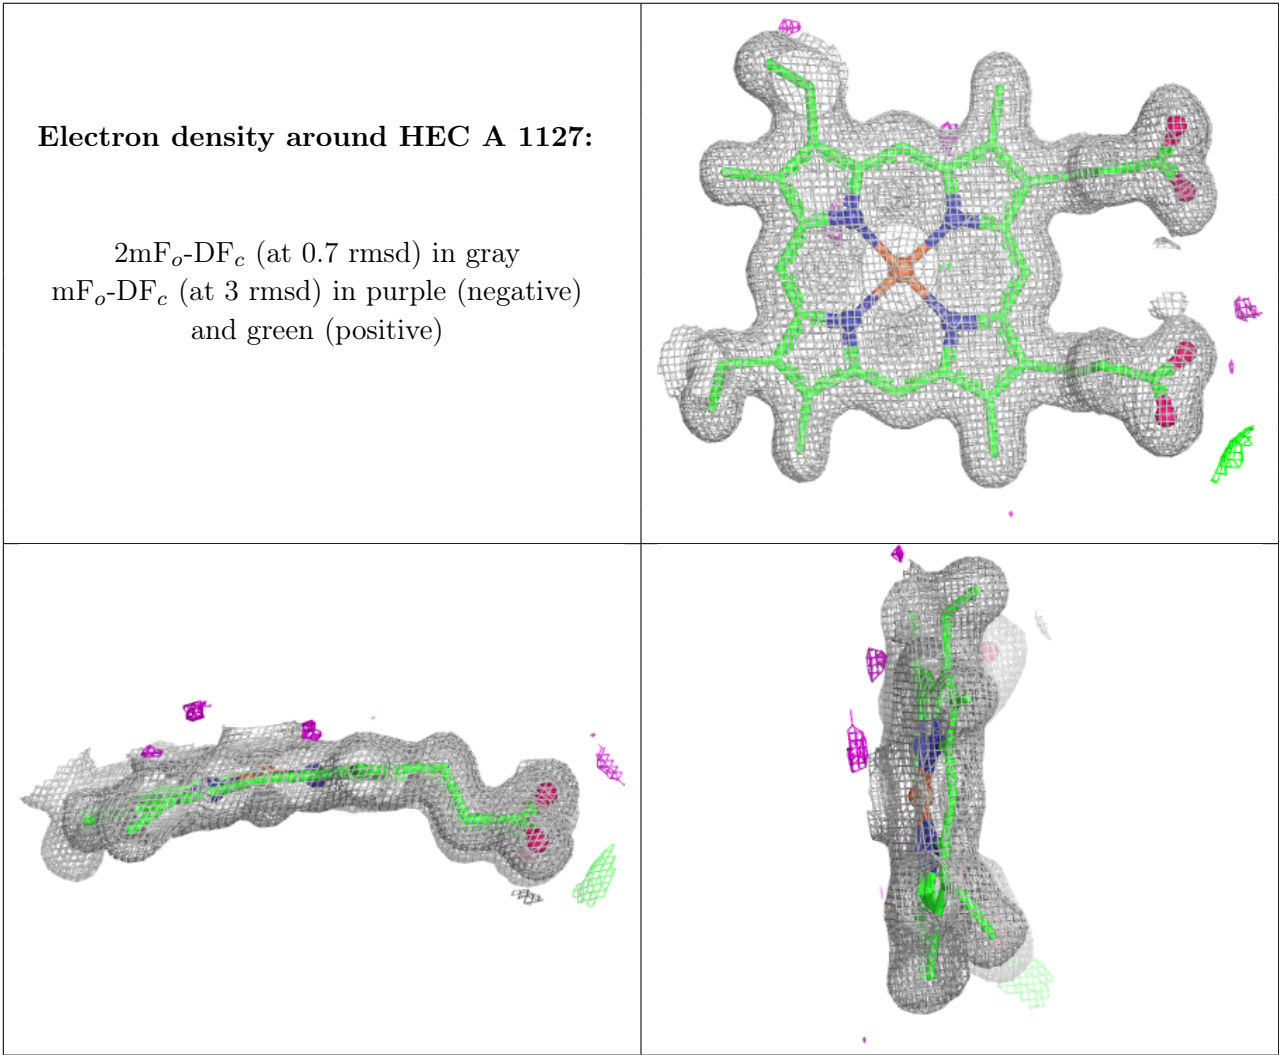 Electron density around HEC A 1127:
2mFo-DFc (at 0.7 rmsd) in gray
mFo-DFc (at 3 rmsd) in purple (negative)
and green (positive)